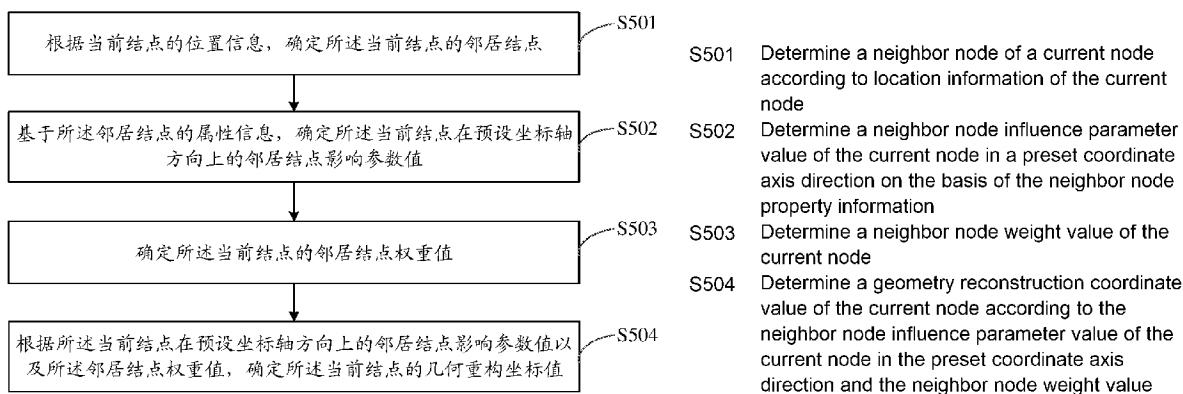 根据当前结点的位置信息，确定所述当前结点的邻居结点
S501
基于所述邻居结点的属性信息，确定所述当前结点在预设坐标轴
方向上的邻居结点影响参数值
S502
确定所述当前结点的邻居结点权重值
S503
根据所述当前结点在预设坐标轴方向上的邻居结点影响参数值以
及所述邻居结点权重值，确定所述当前结点的几何重构坐标值
S504
S501 Determine a neighbor node of a current node
according to location information of the current
node
S502 Determine a neighbor node influence parameter
value of the current node in a preset coordinate
axis direction on the basis of the neighbor node
property information
S503 Determine a neighbor node weight value of the
current node
S504 Determine a geometry reconstruction coordinate
value of the current node according to the
neighbor node influence parameter value of the
current node in the preset coordinate axis
direction and the neighbor node weight value